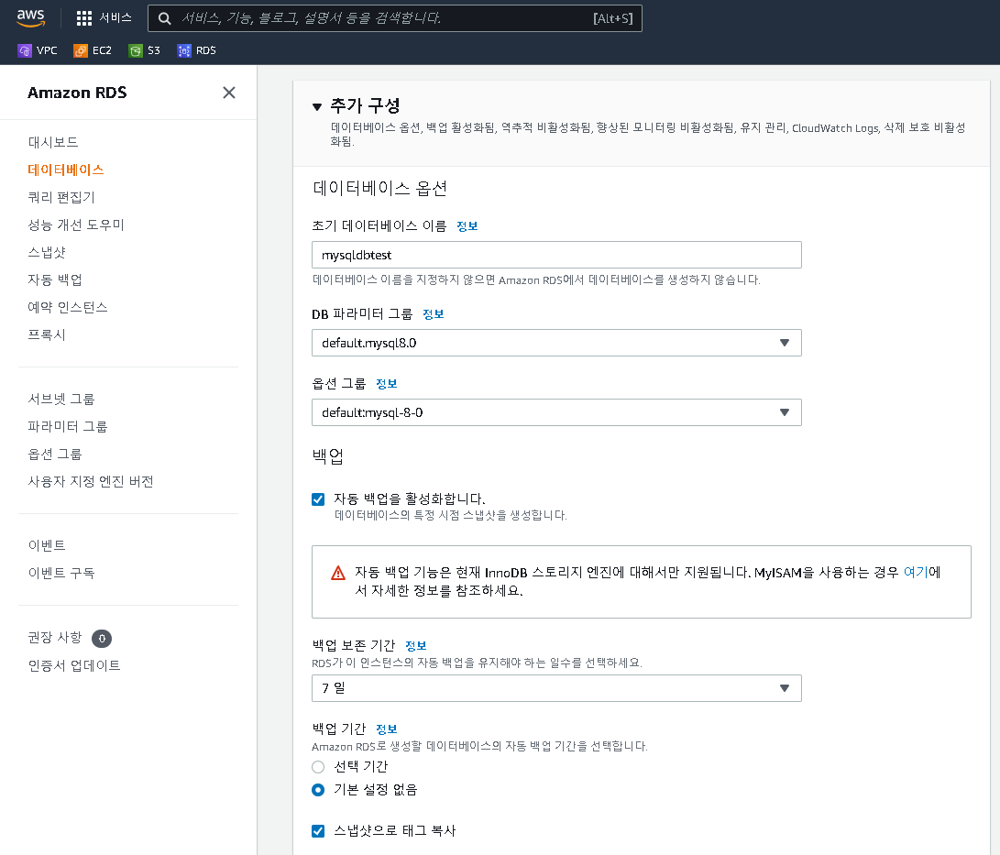 aws
서비스
서비스, 기능, 블로그, 설명서 등을 검색합니다.
[Alt+S]
VPC
EC2
S3
RDS
Amazon RDS
대시보드
데이터베이스
쿼리 편집기
성능 개선 도우미
스냅샷
자동 백업
예약 인스턴스
프록시
서브넷 그룹
파라미터 그룹
옵션 그룹
사용자 지정 엔진 버전
이벤트
이벤트 구독
권장 사항 0
인증서 업데이트
추가 구성
데이터베이스 옵션, 백업 활성화됨, 역추적 비활성화됨, 향상된 모니터링 비활성화됨, 유지 관리, CloudWatch Logs, 삭제 보호 비활성
화됨.
데이터베이스 옵션
초기 데이터베이스 이름 정보
mysqldbtest
데이터베이스 이름을 지정하지 않으면 Amazon RDS에서 데이터베이스를 생성하지 않습니다.
DB 파라미터 그룹 정보
default.mysql8.0
옵션 그룹 정보
default:mysql-8-0
백업
자동 백업을 활성화합니다.
데이터베이스의 특정 시점 스냅샷을 생성합니다.
자동 백업 기능은 현재 InnoDB 스토리지 엔진에 대해서만 지원됩니다. MyISAM을 사용하는 경우 여기에
서 자세한 정보를 참조하세요.
백업 보존 기간 정보
RDS가 이 인스턴스의 자동 백업을 유지해야 하는 일수를 선택하세요.
7 일
백업 기간 정보
Amazon RDS로 생성할 데이터베이스의 자동 백업 기간을 선택합니다.
선택 기간
기본 설정 없음
스냅샷으로 태그 복사